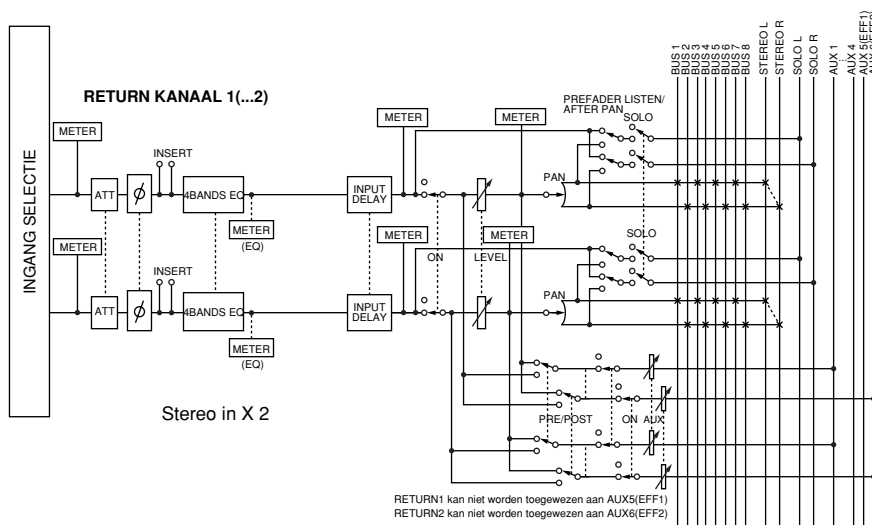 BUS 1
BUS 2
BUS 3
BUS 4
BUS 5
BUS 6
BUS 7
BUS 8
STEREO L
STEREO R
SOLO L
SOLO R
AUX 1
AUX 4
AUX 5(EFF1)
RETURN KANAAL 1(...2)
PREFADER LISTEN/
AFTER PAN
SOLO
METER
METER
METER
INSERT
PAN
INGANG SELECTIE
ATT
ϕ
4BANDS EQ
INPUT
DELAY
METER
(EQ)
METER
METER
METER
SOLO
ON
LEVEL
INSERT
PAN
ATT
ϕ
4BANDS EQ
INPUT
DELAY
METER
(EQ)
Stereo in X 2
PRE/POST
ON
AUX
RETURN1 kan niet worden toegewezen aan AUX5(EFF1)
RETURN2 kan niet worden toegewezen aan AUX6(EFF2)